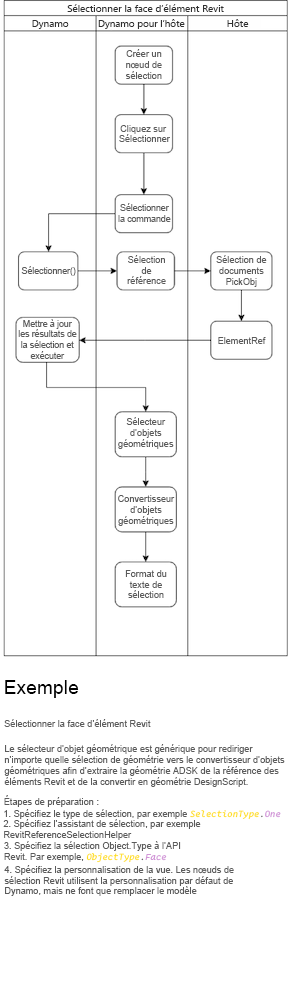 Sélectionner la face d'élément Revit
Dynamo
Dynamo pour l'hôte
Hôte
Créer un
nœud de
sélection
Cliquez sur
Sélectionner
Sélectionner
la commande
Sélectionner()
Sélection
de
référence
Sélection de
documents
PickObj
Mettre à jour
les résultats de
la sélection et
exécuter
ElementRef
Sélecteur
d'objets
géométriques
Convertisseur
d'objets
géométriques
Format du
texte de
sélection
Exemple
Sélectionner la face d'élément Revit
Le sélecteur d'objet géométrique est générique pour rediriger
n'importe quelle sélection de géométrie vers le convertisseur d'objets
géométriques afin d'extraire la géométrie ADSK de la référence des
éléments Revit et de la convertir en géométrie DesignScript.
Étapes de préparation :
1. Spécifiez le type de sélection, par exemple SelectionType.One
2. Spécifiez l'assistant de sélection, par exemple
RevitReferenceSelectionHelper
3. Spécifiez la sélection Object.Type à l'API
Revit. Par exemple, ObjectType.Face
4. Spécifiez la personnalisation de la vue. Les nœuds de
sélection Revit utilisent la personnalisation par défaut de
Dynamo, mais ne font que remplacer le modèle